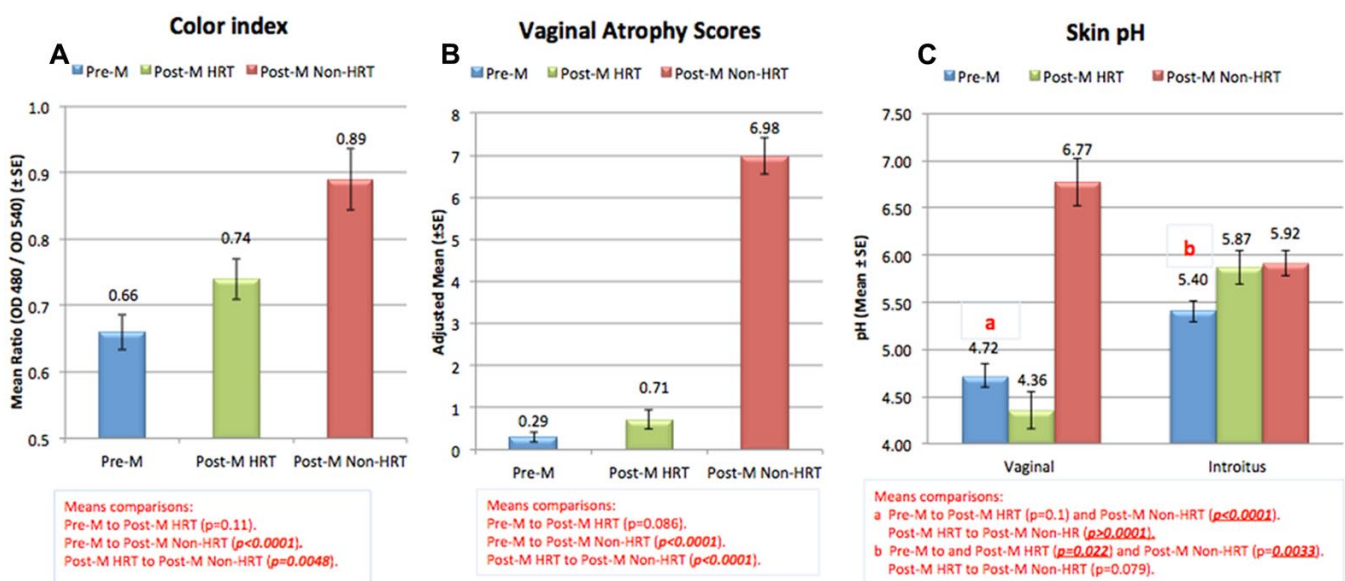 Color index
A
Pre-M Post-M HRT Post-M Non-HRT
Mean Ratio (OD 480 / OD 540) (± SE)
1.0
0.9
0.8
0.7
0.6
0.5
0.66
0.74
0.89
Pre-M Post-M HRT Post-M Non-HRT
Means comparisons:
Pre-M to Post-M HRT (p=0.11).
Pre-M to Post-M Non-HRT (p<0.0001).
Post-M HRT to Post-M Non-HRT (p=0.0048).
Vaginal Atrophy Scores
B
Pre-M Post-M HRT Post-M Non-HRT
Adjusted Mean (±SE)
8
7
6
5
4
3
2
1
0
0.29
0.71
6.98
Pre-M Post-M HRT Post-M Non-HRT
Means comparisons:
Pre-M to Post-M HRT (p=0.086).
Pre-M to Post-M Non-HRT (p<0.0001).
Post-M HRT to Post-M Non-HRT (p<0.0001).
Skin pH
C
Pre-M Post-M HRT Post-M Non-HRT
pH (Mean ± SE)
7.50
7.00
6.50
6.00
5.50
5.00
4.50
4.00
a
4.72
4.36
6.77
b
5.40
5.87
5.92
Vaginal Introitus
Means comparisons:
a Pre-M to Post-M HRT (p=0.1) and Post-M Non-HRT (p<0.0001).
Post-M HRT to Post-M Non-HR (p>0.0001).
b Pre-M to and Post-M HRT (p=0.022) and Post-M Non-HRT (p=0.0033).
Post-M HRT to Post-M Non-HRT (p=0.079).